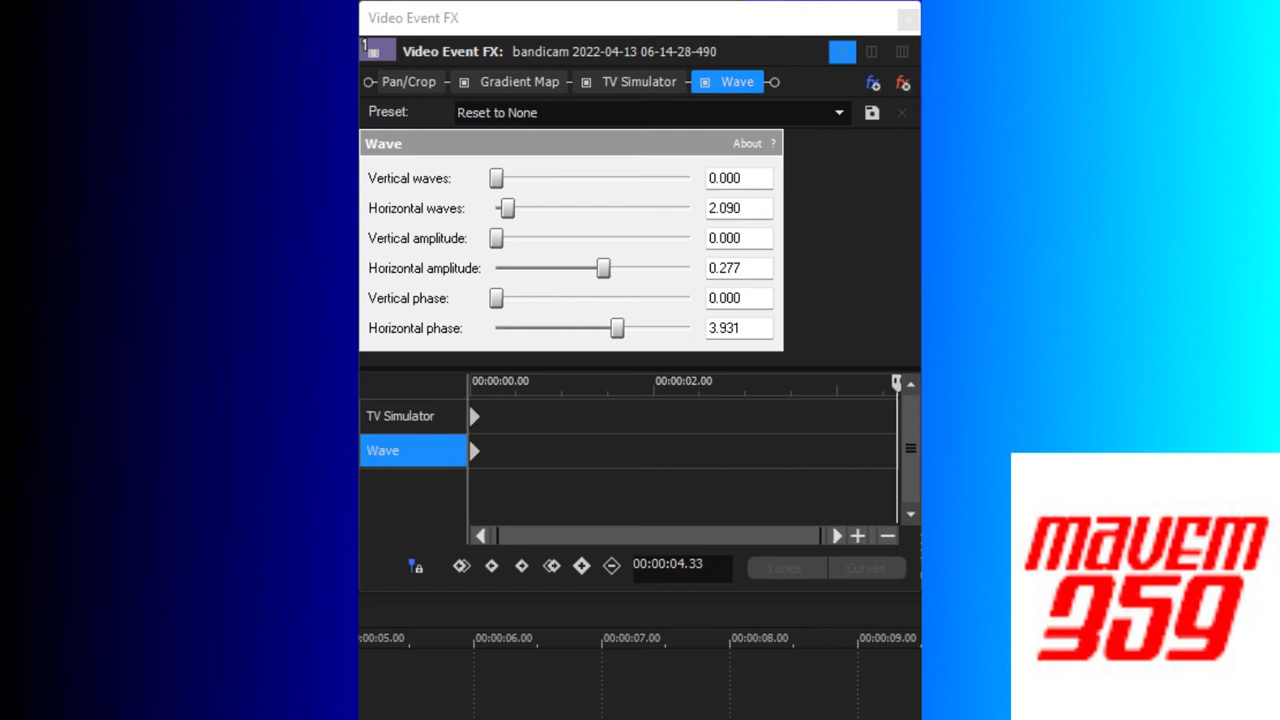 Video Event FX
1 Video Event FX: bandicam 2022-04-13 06-14-28-490
Pan/Crop Gradient Map TV Simulator Wave
Preset: Reset to None
Wave About ?
Vertical waves: 0.000
Horizontal waves: 2.090
Vertical amplitude: 0.000
Horizontal amplitude: 0.277
Vertical phase: 0.000
Horizontal phase: 3.931
00:00:00.00 00:00:02.00
TV Simulator
Wave
00:00:04.33 Lanes Curves
0:00:05.00 00:00:06.00 00:00:07.00 00:00:08.00 00:00:09.00
MAVEM
959